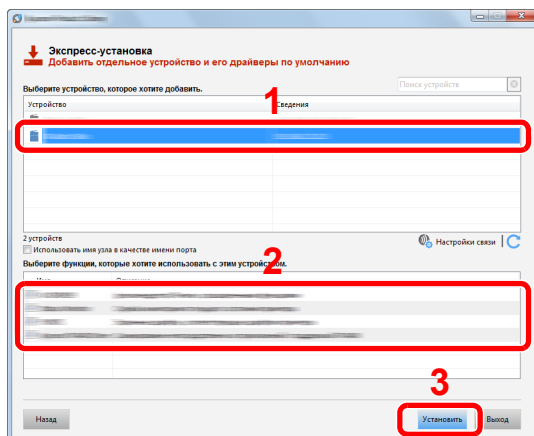 Экспресс-установка
Добавить отдельное устройство и его драйверы по умолчанию
Выберите устройство, которое хотите добавить.
Поиск устройств
1
Устройство Сведения
2 устройств
Использовать имя узла в качестве имени порта
Настройки связи
2
Выберите функции, которые хотите использовать с этим устройством.
Имя Описание
3
Назад Установить Выход